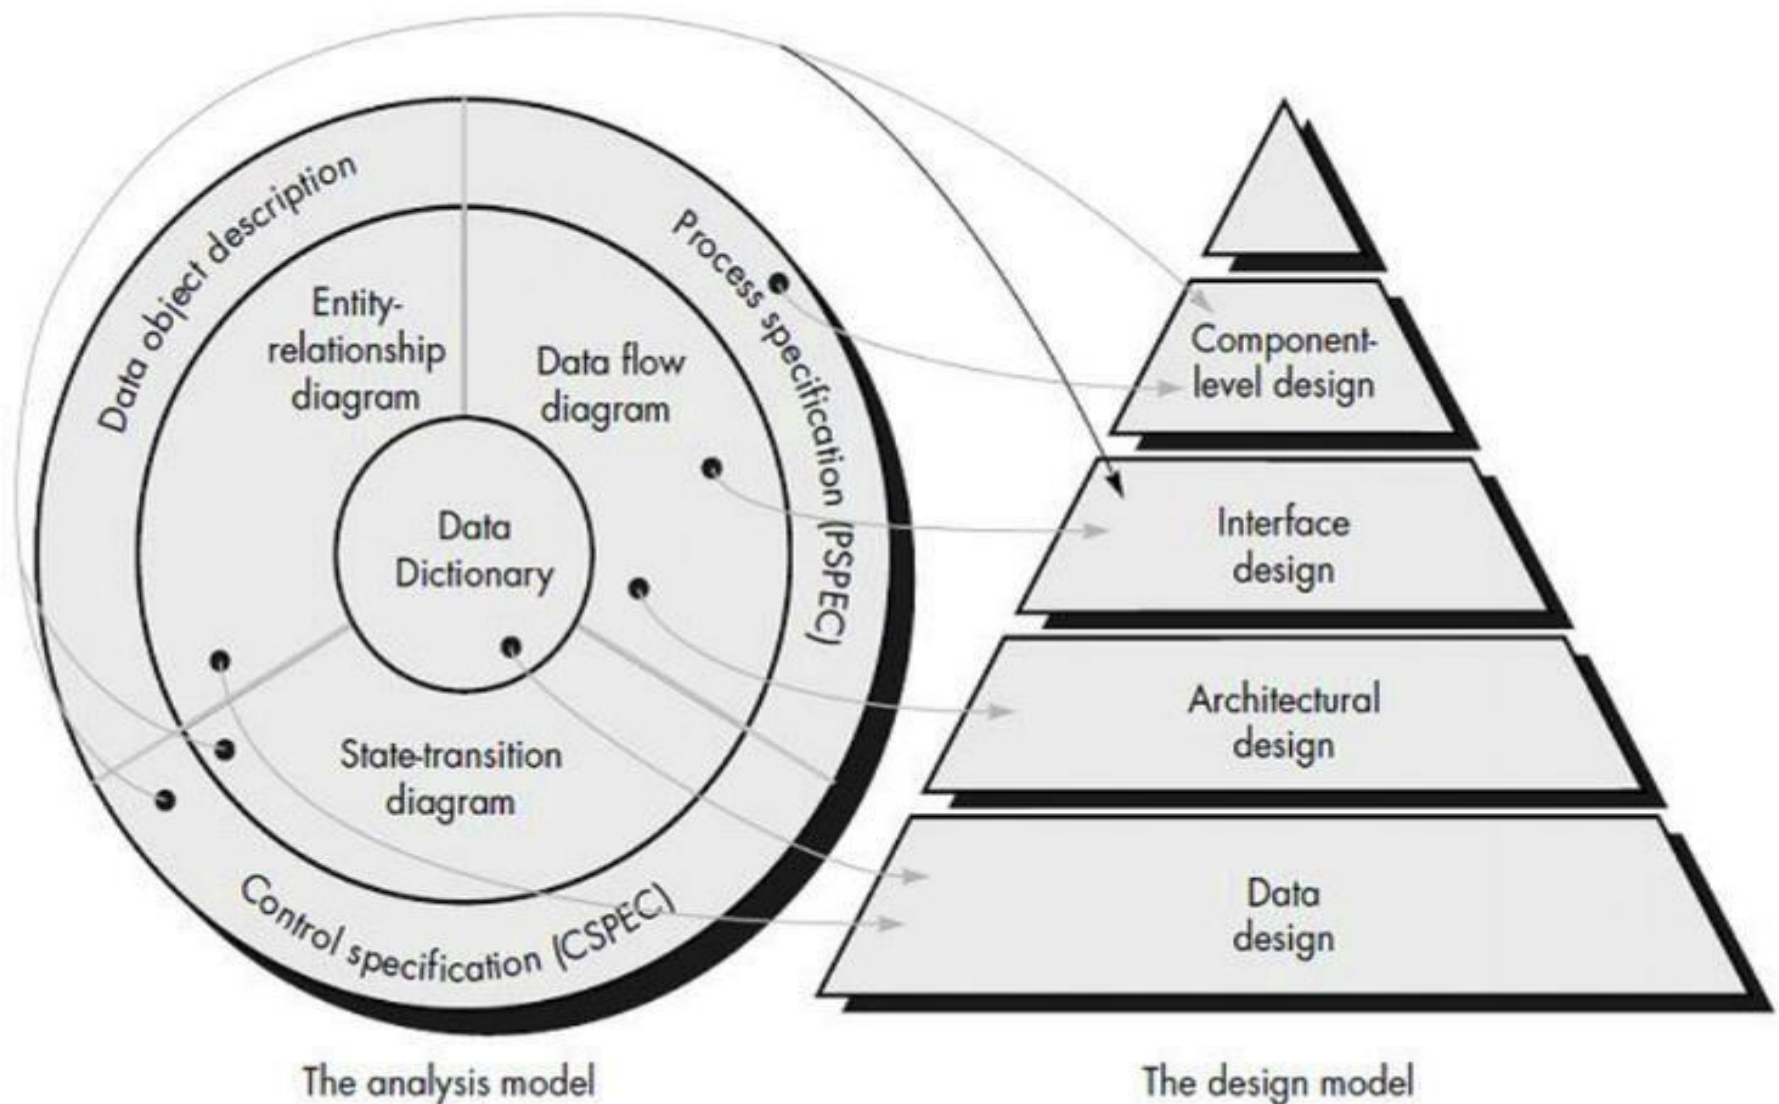 Data object description
Process specification (PSPEC)
Control specification (CSPEC)
Entity-
relationship
diagram
Data flow
diagram
Data
Dictionary
State-transition
diagram
The analysis model
Component-
level design
Interface
design
Architectural
design
Data
design
The design model